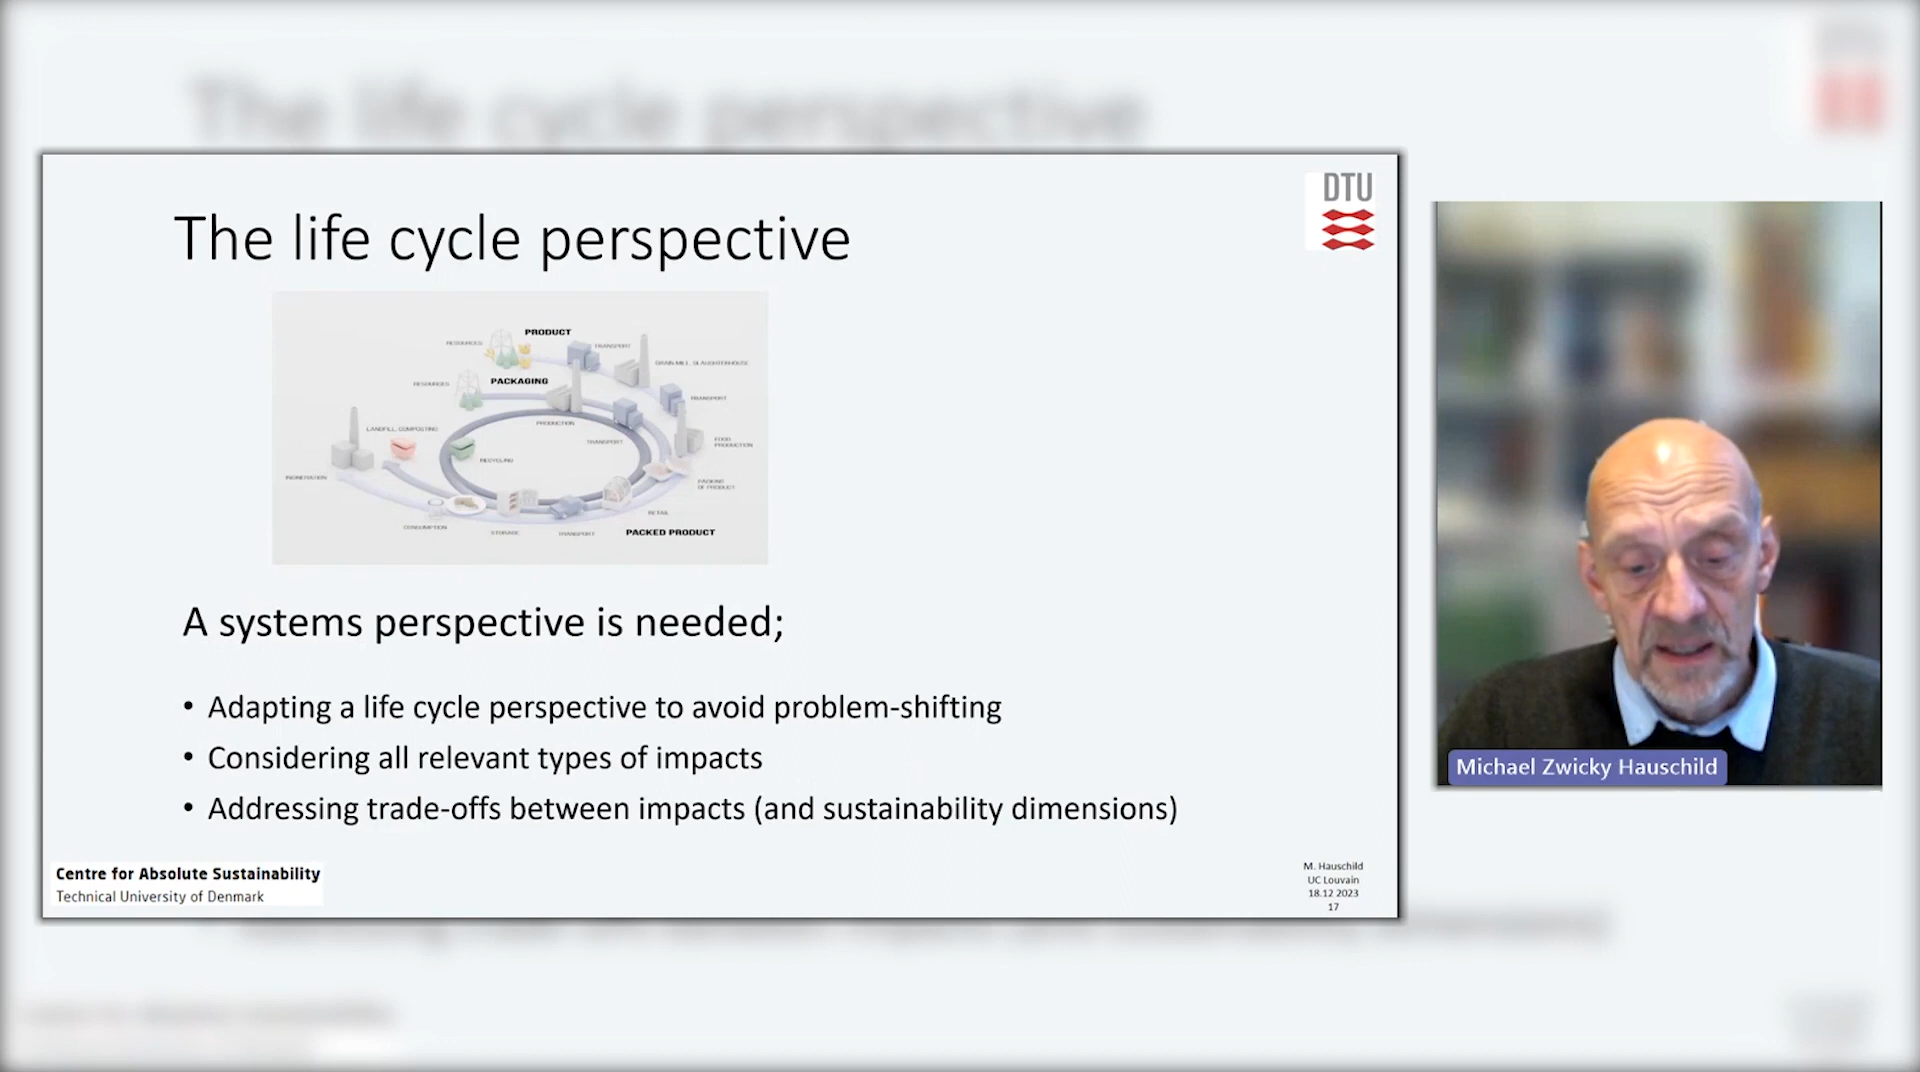 The life cycle perspective
DTU
The life cycle perspective
PRODUCT
RESOURCES
TRANSPORT
GRAIN MILL, SLAUGHTERHOUSE
PACKAGING
RESOURCES
TRANSPORT
PRODUCTION
LANDFILL, COMPOSTING
TRANSPORT
FOOD
PRODUCTION
RECYCLING
INCINERATION
PACKING
OF PRODUCT
RETAIL
CONSUMPTION
STORAGE
TRANSPORT
PACKED PRODUCT
A systems perspective is needed;
• Adapting a life cycle perspective to avoid problem-shifting
• Considering all relevant types of impacts
• Addressing trade-offs between impacts (and sustainability dimensions)
Centre for Absolute Sustainability
Technical University of Denmark
M. Hauschild
UC Louvain
18.12 2023
17
Michael Zwicky Hauschild